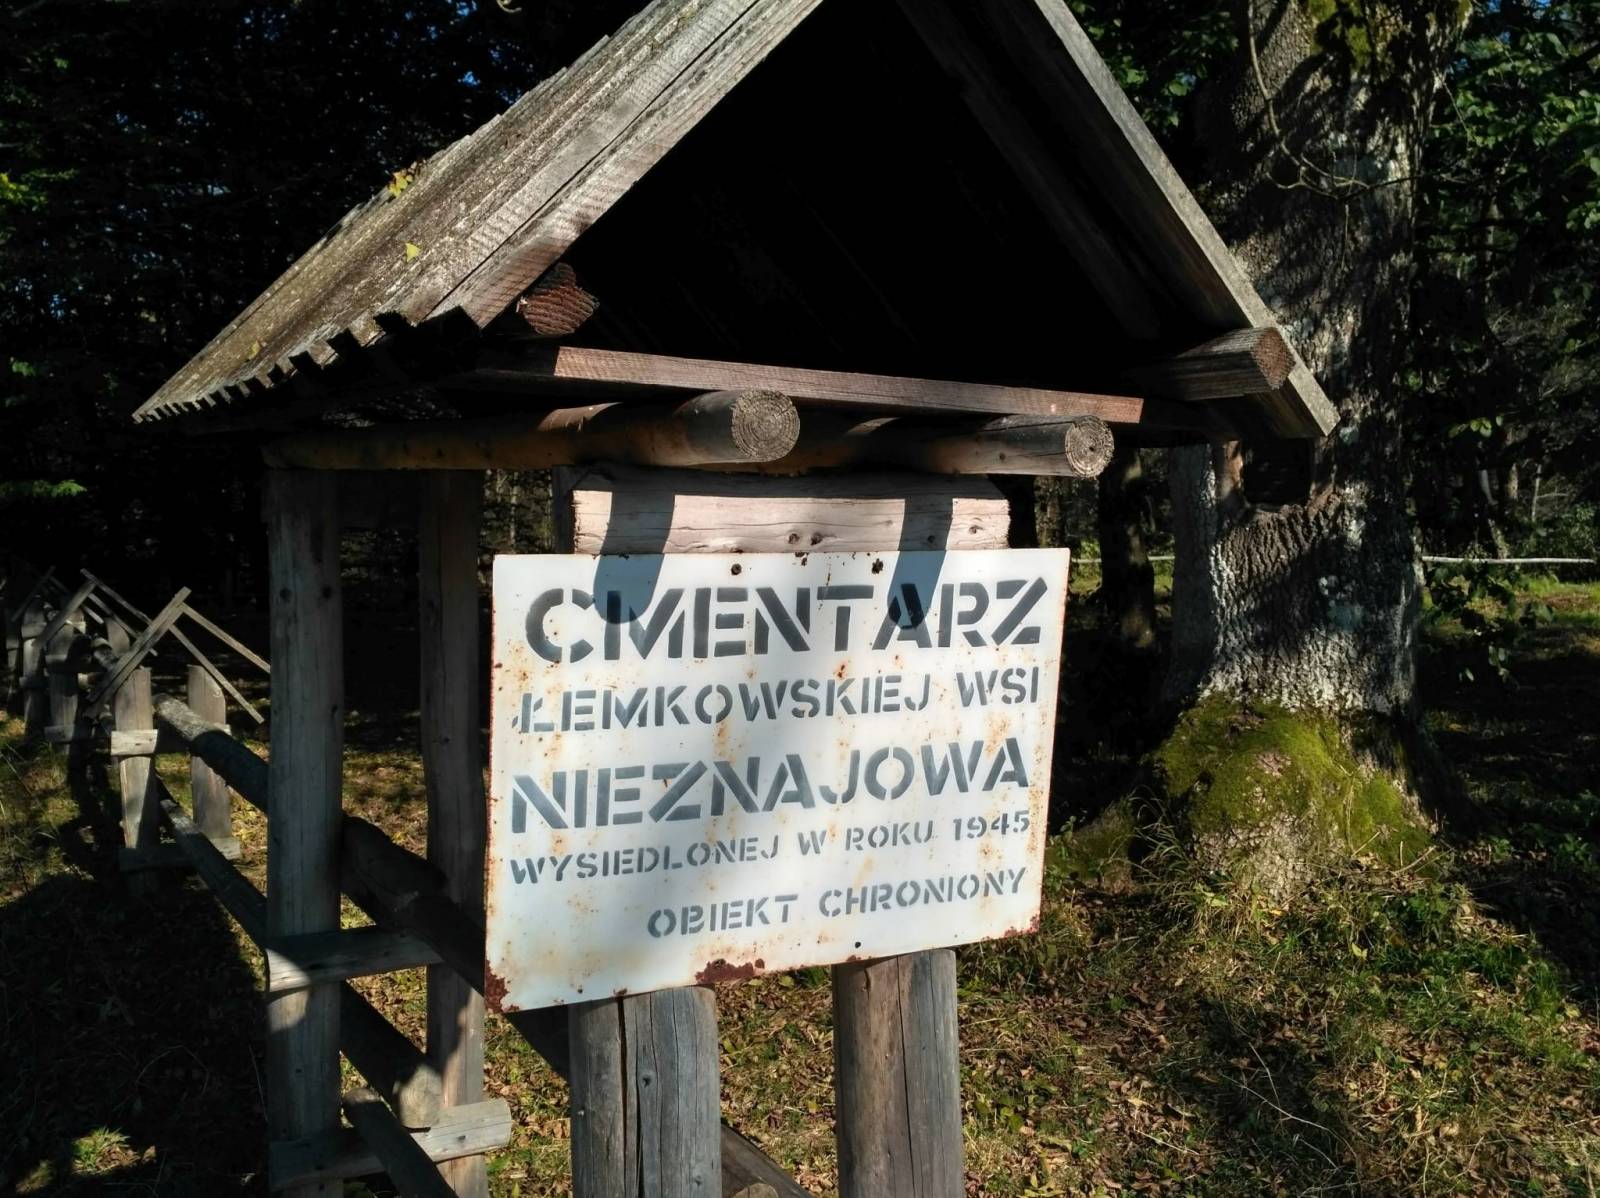 CMENTARZ
ŁEMKOWSKIEJ WSI
NIEZNAJOWA
WYSIEDLONEJ W ROKU 1945
OBIEKT CHRONIONY